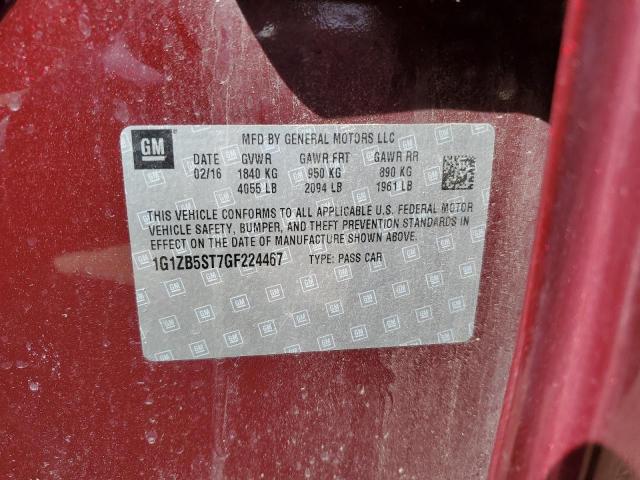 GM
MFD BY GENERAL MOTORS LLC
DATE GVWR GAWR FRT GAWR RR
02/16 1840 KG 950 KG 890 KG
4055 LB 2094 LB 1961 LB
THIS VEHICLE CONFORMS TO ALL APPLICABLE U.S. FEDERAL MOTOR
VEHICLE SAFETY, BUMPER, AND THEFT PREVENTION STANDARDS IN
EFFECT ON THE DATE OF MANUFACTURE SHOWN ABOVE.
1G1ZB5ST7GF224467 TYPE: PASS CAR